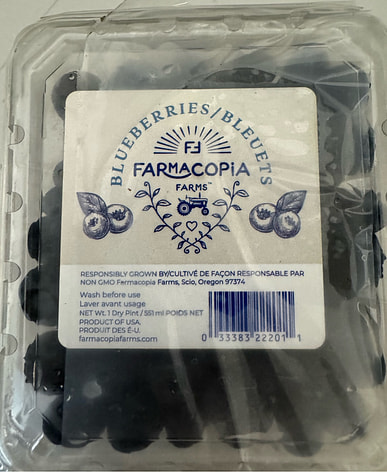 BLUEBERRIES/BLEUETS
FARMACOPIA
FARMS™
RESPONSIBLY GROWN BY/CULTIVÉ DE FAÇON RESPONSABLE PAR
NON GMO Farmacopia Farms, Scio, Oregon 97374
Wash before use
Laver avant usage
NET Wt. 1 Dry Pint / 551 ml POIDS NET
PRODUCT OF USA.
PRODUIT DES É-U.
farmacopiafarms.com
0 33383 22201 1